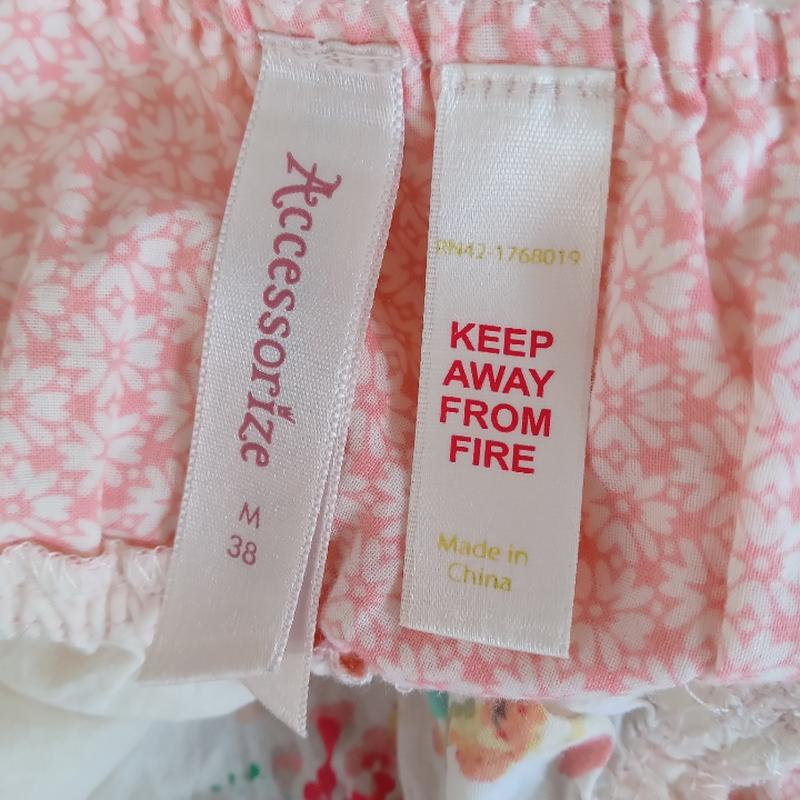 Accessorize
M
38
RN42-1768019
KEEP
AWAY
FROM
FIRE
Made in
China